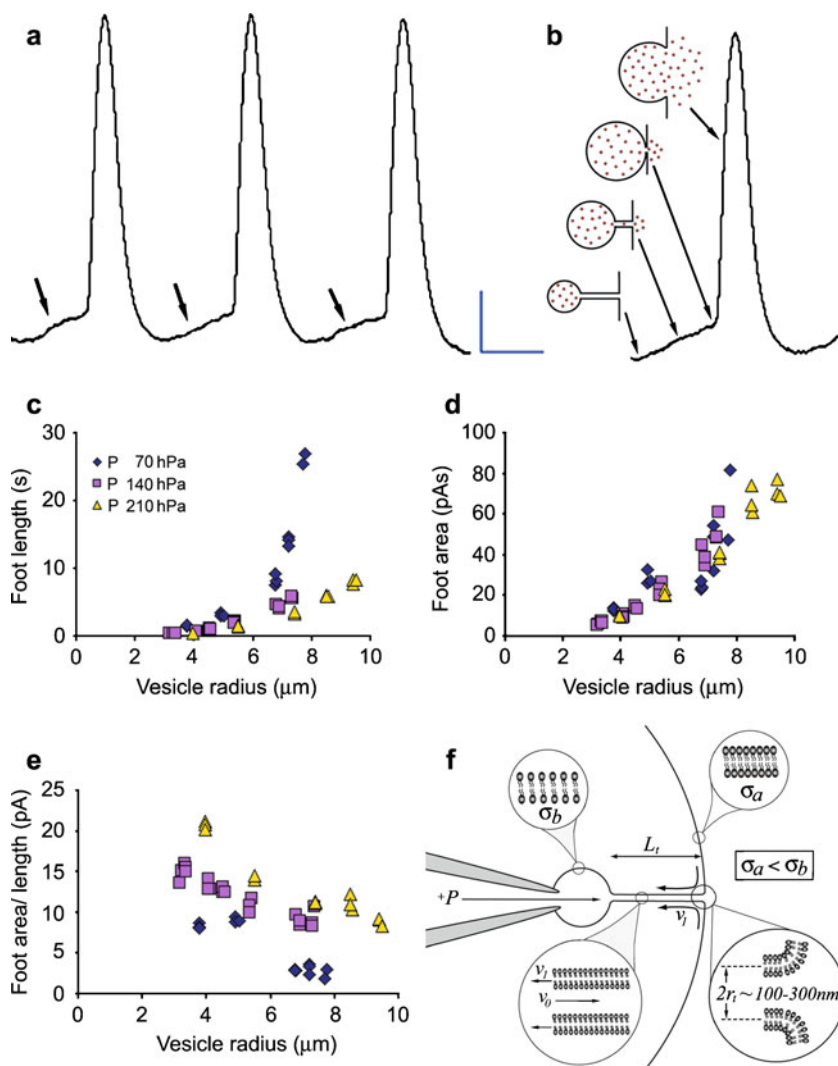 a
b
c
Foot length (s)
30
20
10
0
P 70 hPa
P 140 hPa
P 210 hPa
0 2 4 6 8 10
Vesicle radius (μm)
d
Foot area (pAs)
100
80
60
40
20
0
0 2 4 6 8 10
Vesicle radius (μm)
e
Foot area/ length (pA)
25
20
15
10
5
0
0 2 4 6 8 10
Vesicle radius (μm)
f
σb
σa
Lt
σa < σb
+P
vl
vl
v0
2rt ~ 100-300nm